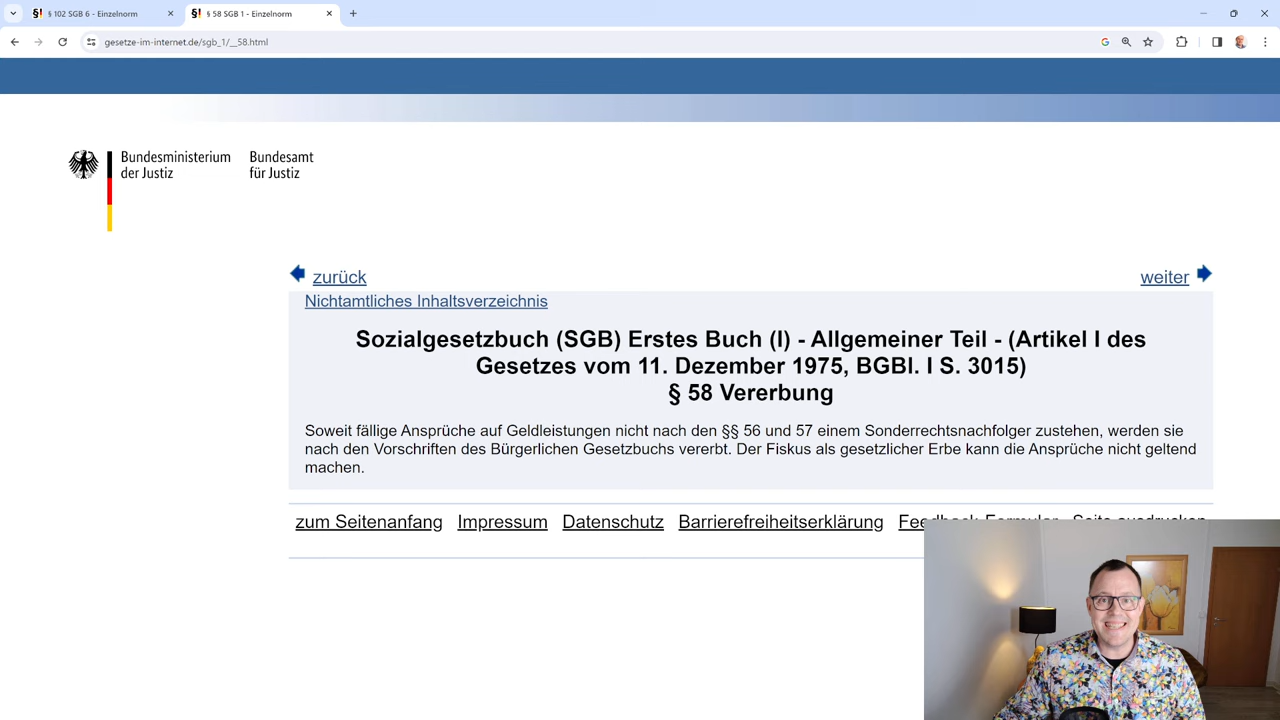 § 102 SGB 6 - Einzelnorm
§ 58 SGB 1 - Einzelnorm
gesetze-im-internet.de/sgb_1/__58.html
Bundesministerium der Justiz
Bundesamt für Justiz
zurück
weiter
Nichtamtliches Inhaltsverzeichnis
Sozialgesetzbuch (SGB) Erstes Buch (I) - Allgemeiner Teil - (Artikel I des
Gesetzes vom 11. Dezember 1975, BGBl. I S. 3015)
§ 58 Vererbung
Soweit fällige Ansprüche auf Geldleistungen nicht nach den §§ 56 und 57 einem Sonderrechtsnachfolger zustehen, werden sie
nach den Vorschriften des Bürgerlichen Gesetzbuchs vererbt. Der Fiskus als gesetzlicher Erbe kann die Ansprüche nicht geltend
machen.
zum Seitenanfang Impressum Datenschutz Barrierefreiheitserklärung Feedback-Formular Seite ausdrucken